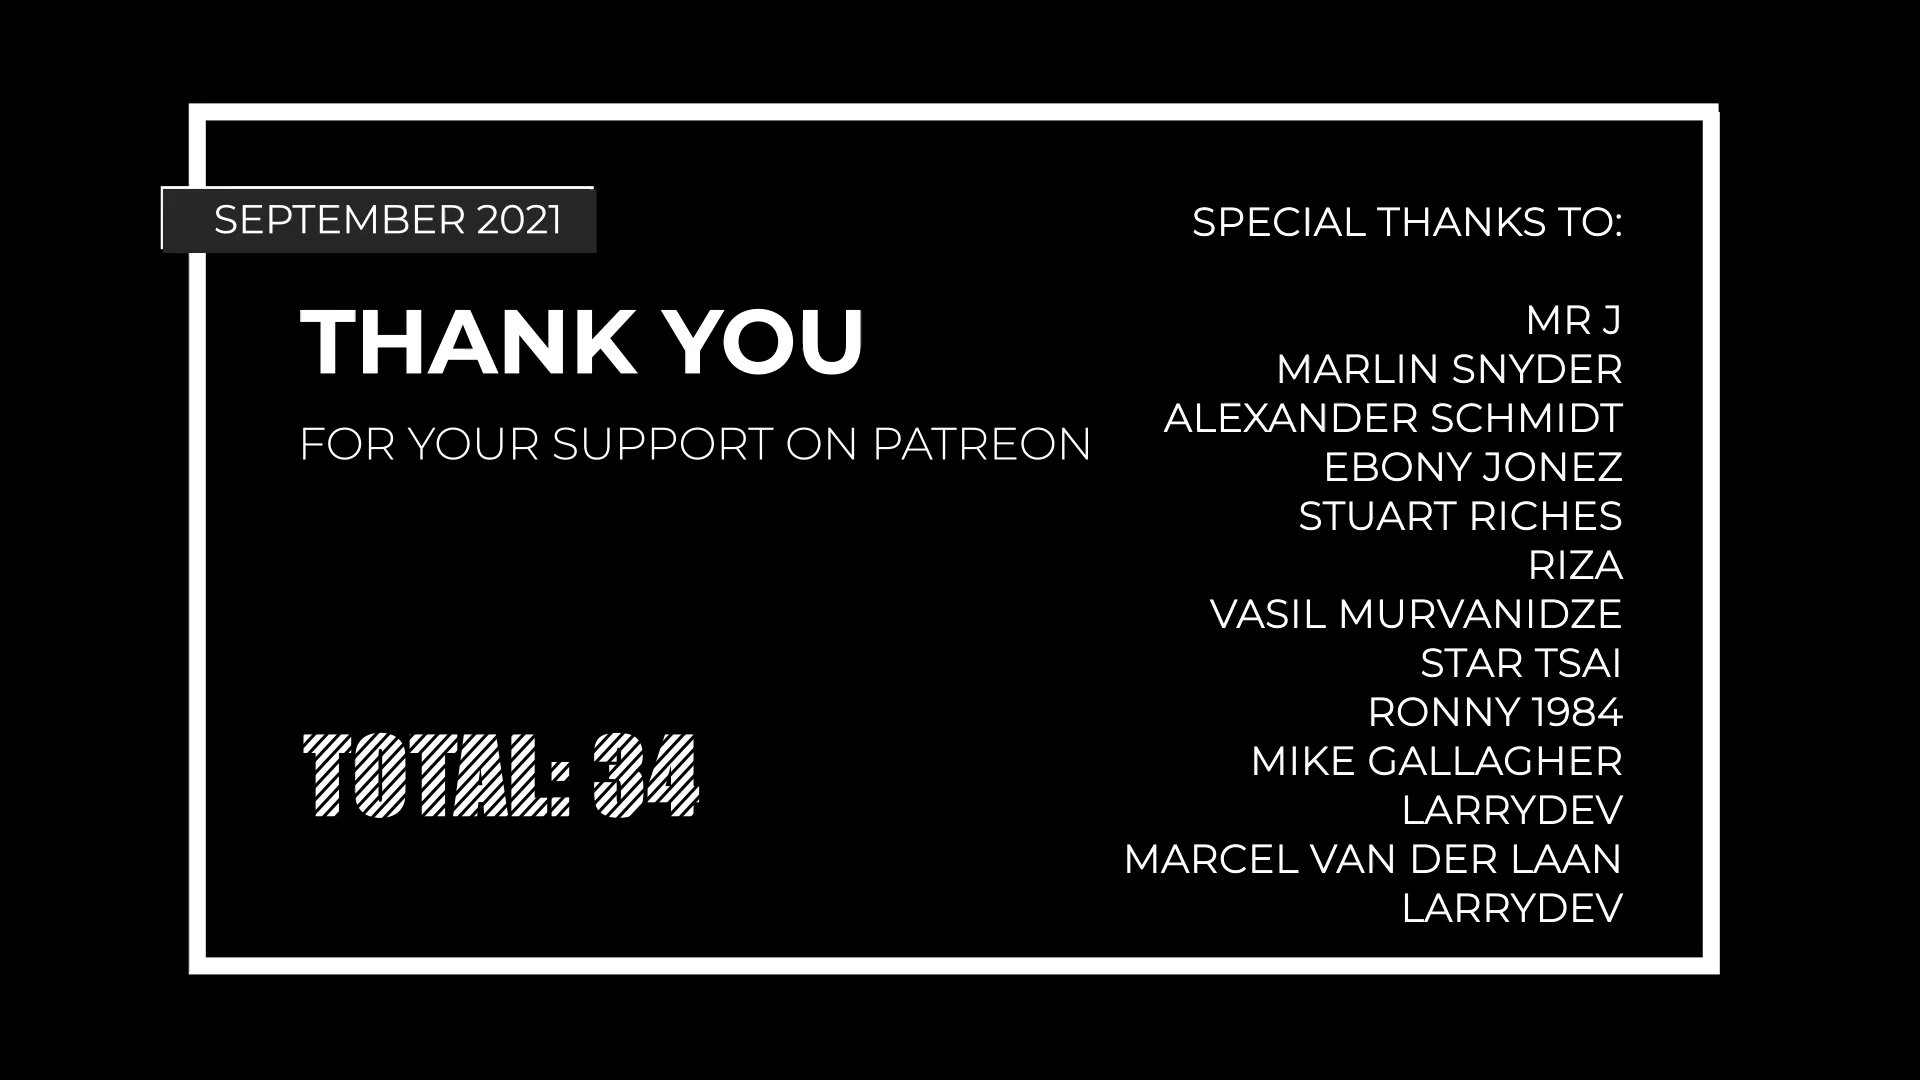 SEPTEMBER 2021
THANK YOU
FOR YOUR SUPPORT ON PATREON
TOTAL: 34
SPECIAL THANKS TO:
MR J
MARLIN SNYDER
ALEXANDER SCHMIDT
EBONY JONEZ
STUART RICHES
RIZA
VASIL MURVANIDZE
STAR TSAI
RONNY 1984
MIKE GALLAGHER
LARRYDEV
MARCEL VAN DER LAAN
LARRYDEV